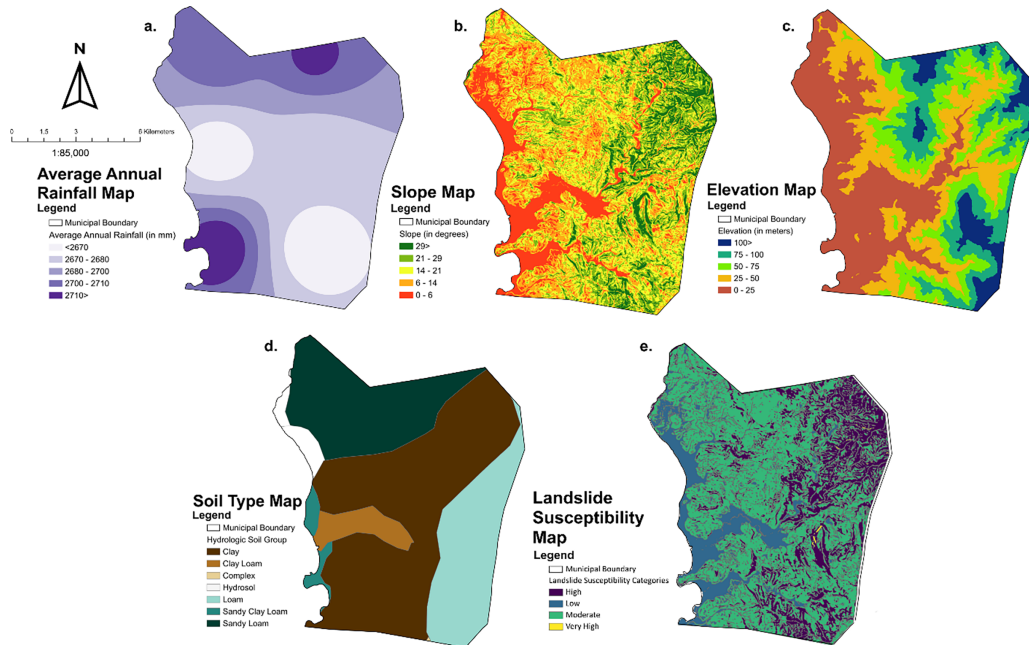 a.
b.
c.
N
0 1.5 3 6 Kilometers
1:85,000
Average Annual
Rainfall Map
Legend
Municipal Boundary
Average Annual Rainfall (in mm)
<2670
2670 - 2680
2680 - 2700
2700 - 2710
2710>
Slope Map
Legend
Municipal Boundary
Slope (in degrees)
29>
21 - 29
14 - 21
6 - 14
0 - 6
Elevation Map
Legend
Municipal Boundary
Elevation (in meters)
100>
75 - 100
50 - 75
25 - 50
0 - 25
d.
e.
Soil Type Map
Legend
Municipal Boundary
Hydrologic Soil Group
Clay
Clay Loam
Complex
Hydrosol
Loam
Sandy Clay Loam
Sandy Loam
Landslide
Susceptibility
Map
Legend
Municipal Boundary
Landslide Susceptibility Categories
High
Low
Moderate
Very High